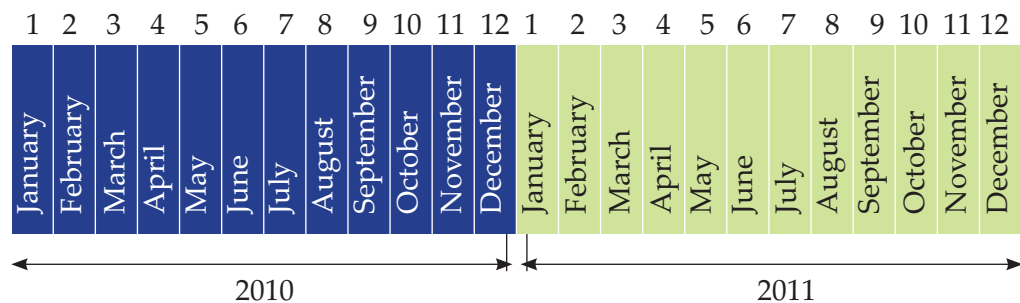 1 2 3 4 5 6 7 8 9 10 11 12 1 2 3 4 5 6 7 8 9 10 11 12
January
February
March
April
May
June
July
August
September
October
November
December
January
February
March
April
May
June
July
August
September
October
November
December
2010 2011